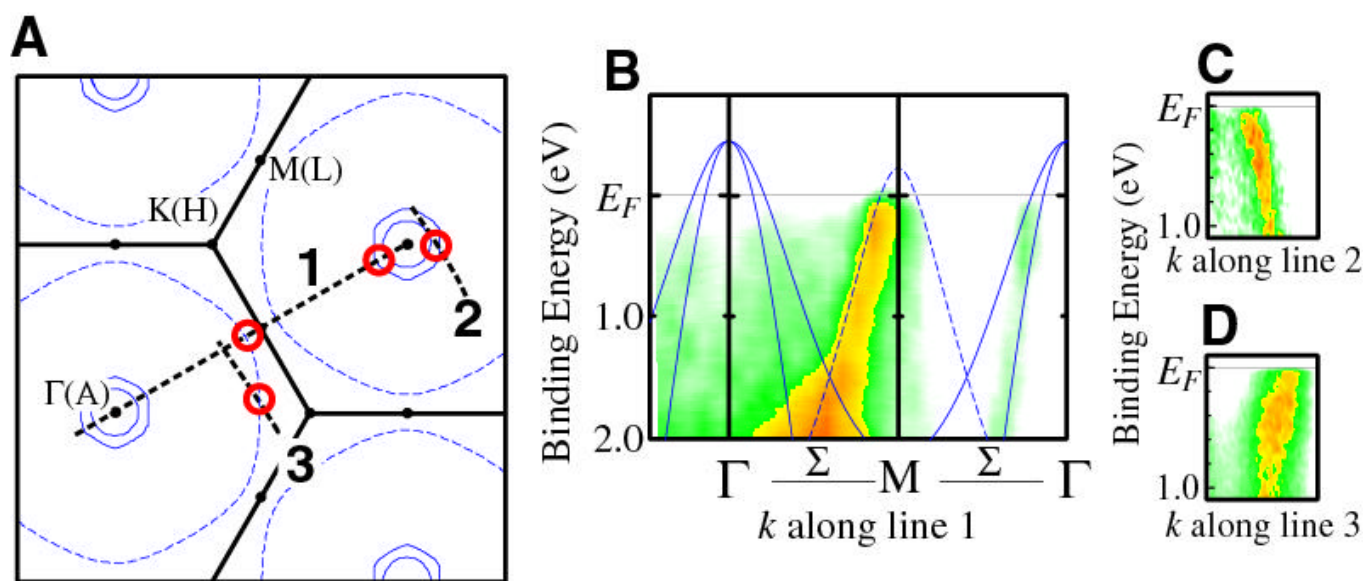 A
M(L)
K(H)
1
2
Γ(A)
3
B
Binding Energy (eV)
E_F
1.0
2.0
Γ Σ M Σ Γ
k along line 1
C
Binding Energy (eV)
E_F
1.0
k along line 2
D
E_F
1.0
k along line 3